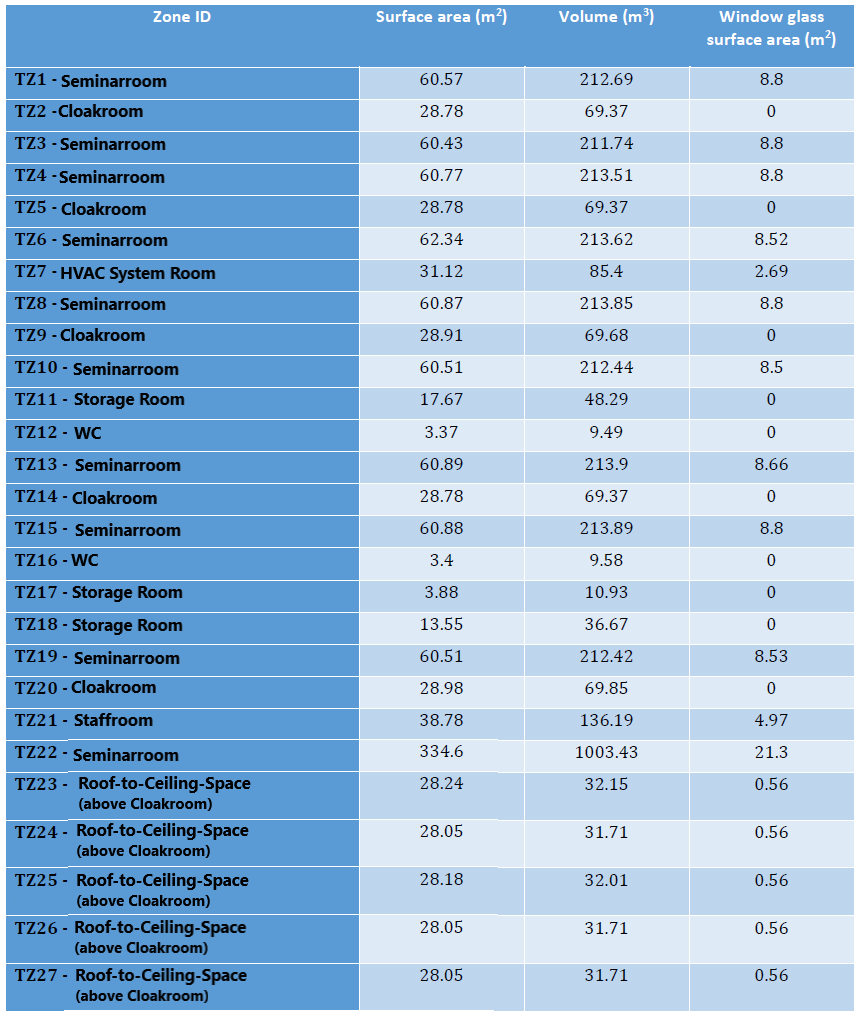 Zone ID Surface area (m²) Volume (m³) Window glass
surface area (m²)
TZ1 - Seminarroom 60.57 212.69 8.8
TZ2 -Cloakroom 28.78 69.37 0
TZ3 - Seminarroom 60.43 211.74 8.8
TZ4 - Seminarroom 60.77 213.51 8.8
TZ5 - Cloakroom 28.78 69.37 0
TZ6 - Seminarroom 62.34 213.62 8.52
TZ7 - HVAC System Room 31.12 85.4 2.69
TZ8 - Seminarroom 60.87 213.85 8.8
TZ9 - Cloakroom 28.91 69.68 0
TZ10 - Seminarroom 60.51 212.44 8.5
TZ11 - Storage Room 17.67 48.29 0
TZ12 - WC 3.37 9.49 0
TZ13 - Seminarroom 60.89 213.9 8.66
TZ14 - Cloakroom 28.78 69.37 0
TZ15 - Seminarroom 60.88 213.89 8.8
TZ16 - WC 3.4 9.58 0
TZ17 - Storage Room 3.88 10.93 0
TZ18 - Storage Room 13.55 36.67 0
TZ19 - Seminarroom 60.51 212.42 8.53
TZ20 - Cloakroom 28.98 69.85 0
TZ21 - Staffroom 38.78 136.19 4.97
TZ22 - Seminarroom 334.6 1003.43 21.3
TZ23 - Roof-to-Ceiling-Space 28.24 32.15 0.56
(above Cloakroom)
TZ24 - Roof-to-Ceiling-Space 28.05 31.71 0.56
(above Cloakroom)
TZ25 - Roof-to-Ceiling-Space 28.18 32.01 0.56
(above Cloakroom)
TZ26 - Roof-to-Ceiling-Space 28.05 31.71 0.56
(above Cloakroom)
TZ27 - Roof-to-Ceiling-Space 28.05 31.71 0.56
(above Cloakroom)